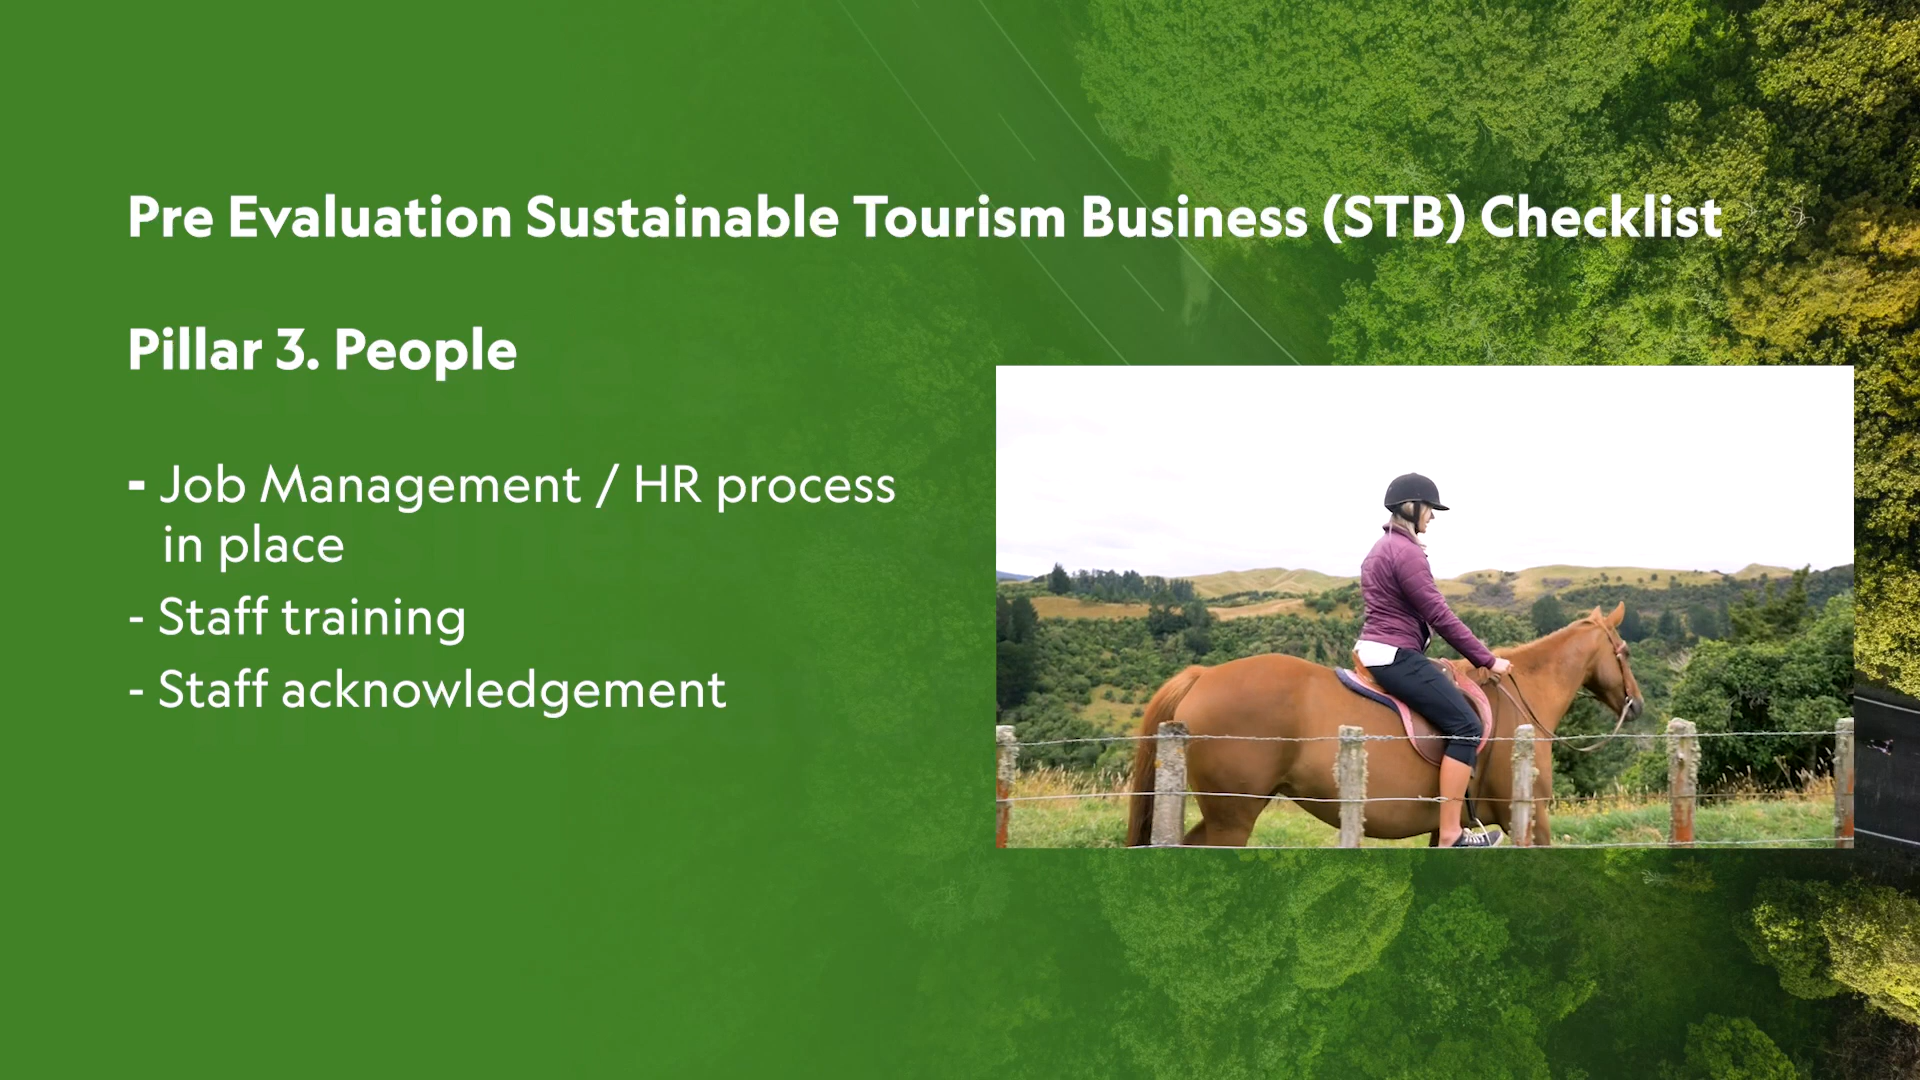 Pre Evaluation Sustainable Tourism Business (STB) Checklist
Pillar 3. People
- Job Management / HR process
in place
- Staff training
- Staff acknowledgement